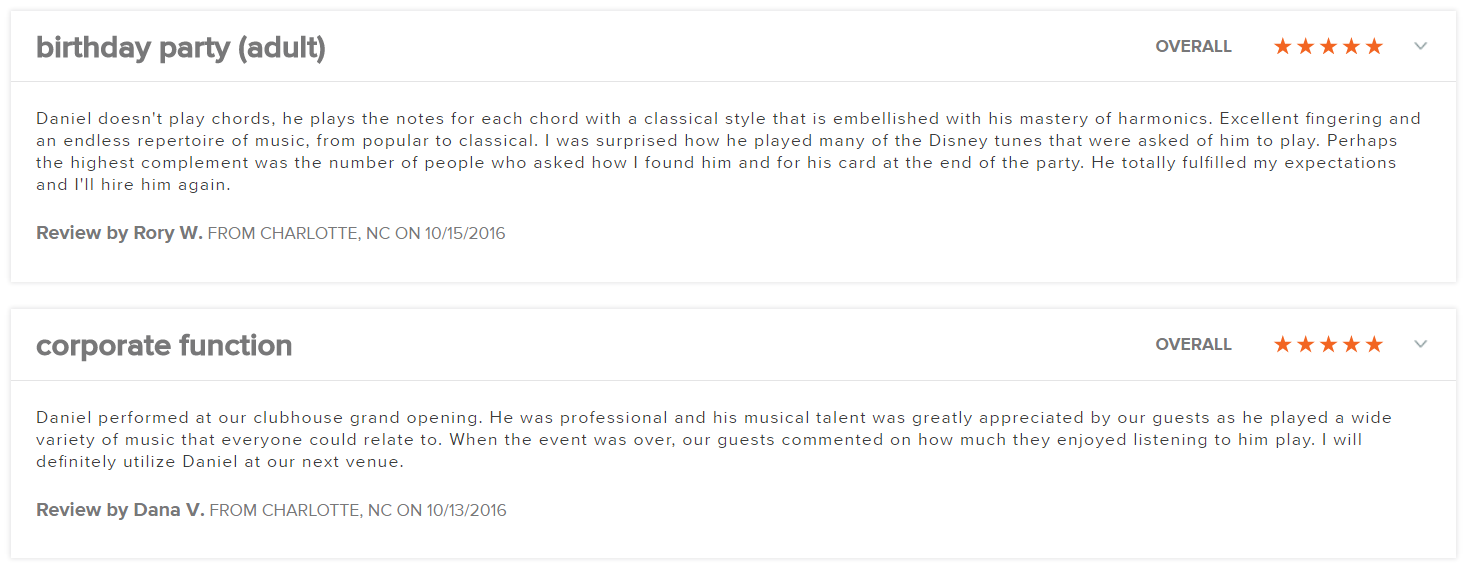 birthday party (adult)
OVERALL
Daniel doesn't play chords, he plays the notes for each chord with a classical style that is embellished with his mastery of harmonics. Excellent fingering and
an endless repertoire of music, from popular to classical. I was surprised how he played many of the Disney tunes that were asked of him to play. Perhaps
the highest complement was the number of people who asked how I found him and for his card at the end of the party. He totally fulfilled my expectations
and I'll hire him again.
Review by Rory W. FROM CHARLOTTE, NC ON 10/15/2016
corporate function
OVERALL
Daniel performed at our clubhouse grand opening. He was professional and his musical talent was greatly appreciated by our guests as he played a wide
variety of music that everyone could relate to. When the event was over, our guests commented on how much they enjoyed listening to him play. I will
definitely utilize Daniel at our next venue.
Review by Dana V. FROM CHARLOTTE, NC ON 10/13/2016